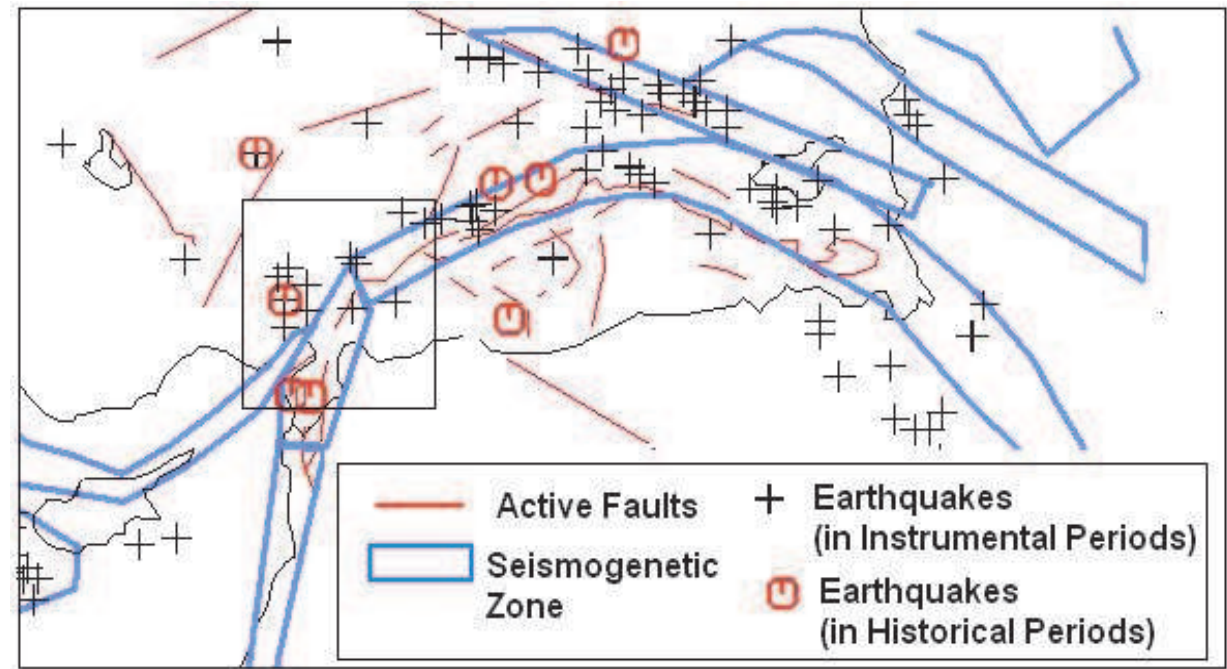 Active Faults
Seismogenetic
Zone
Earthquakes
(in Instrumental Periods)
Earthquakes
(in Historical Periods)